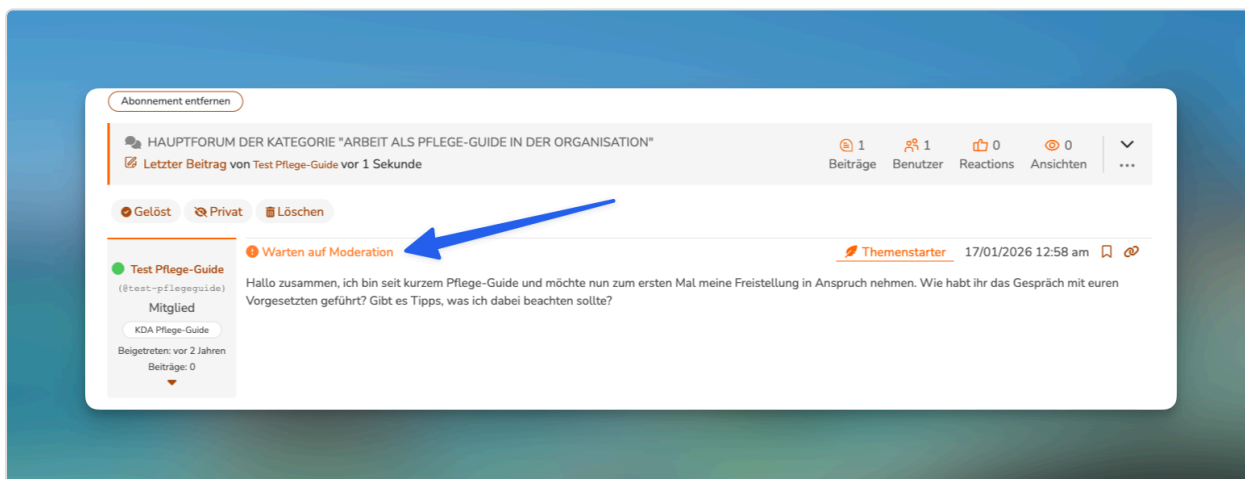 Abonnement entfernen
HAUPTFORUM DER KATEGORIE "ARBEIT ALS PFLEGE-GUIDE IN DER ORGANISATION"
Letzter Beitrag von Test Pflege-Guide vor 1 Sekunde
1 1 0 0
Beiträge Benutzer Reactions Ansichten
Gelöst Privat Löschen
Warten auf Moderation Themenstarter 17/01/2026 12:58 am
Test Pflege-Guide
(@test-pflegeguide)
Mitglied
KDA Pflege-Guide
Beigetreten: vor 2 Jahren
Beiträge: 0
Hallo zusammen, ich bin seit kurzem Pflege-Guide und möchte nun zum ersten Mal meine Freistellung in Anspruch nehmen. Wie habt ihr das Gespräch mit euren
Vorgesetzten geführt? Gibt es Tipps, was ich dabei beachten sollte?